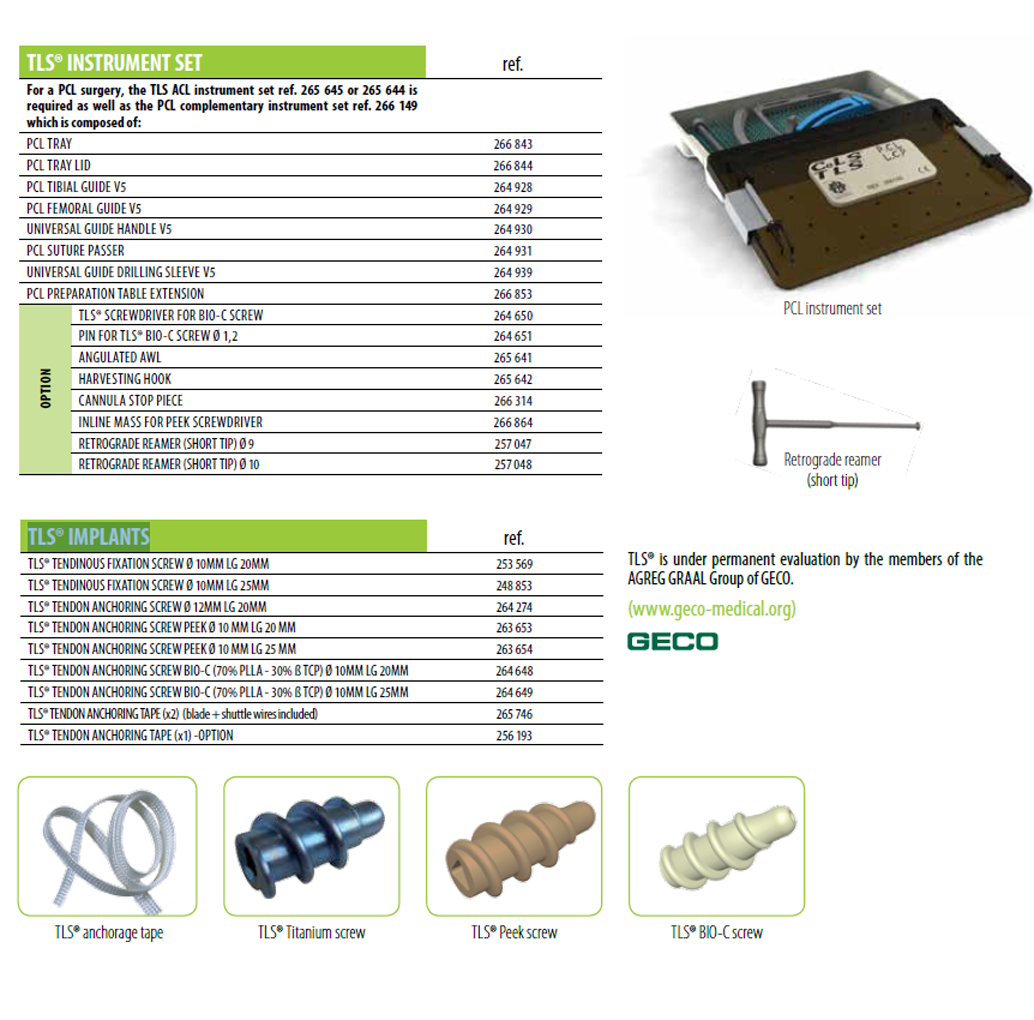 TLS® INSTRUMENT SET ref.
For a PCL surgery, the TLS ACL instrument set ref. 265 645 or 265 644 is
required as well as the PCL complementary instrument set ref. 266 149
which is composed of:
PCL TRAY 266 843
PCL TRAY LID 266 844
PCL TIBIAL GUIDE V5 264 928
PCL FEMORAL GUIDE V5 264 929
UNIVERSAL GUIDE HANDLE V5 264 930
PCL SUTURE PASSER 264 931
UNIVERSAL GUIDE DRILLING SLEEVE V5 264 939
PCL PREPARATION TABLE EXTENSION 266 853
OPTION
TLS® SCREWDRIVER FOR BIO-C SCREW 264 650
PIN FOR TLS® BIO-C SCREW Ø 1,2 264 651
ANGULATED AWL 265 641
HARVESTING HOOK 265 642
CANNULA STOP PIECE 266 314
INLINE MASS FOR PEEK SCREWDRIVER 266 864
RETROGRADE REAMER (SHORT TIP) Ø 9 257 047
RETROGRADE REAMER (SHORT TIP) Ø 10 257 048
CoLS
TLS
P.C.L
L.C.P
CE
PCL instrument set
Retrograde reamer
(short tip)
TLS® IMPLANTS ref.
TLS® TENDINOUS FIXATION SCREW Ø 10MM LG 20MM 253 569
TLS® TENDINOUS FIXATION SCREW Ø 10MM LG 25MM 248 853
TLS® TENDON ANCHORING SCREW Ø 12MM LG 20MM 264 274
TLS® TENDON ANCHORING SCREW PEEK Ø 10 MM LG 20 MM 263 653
TLS® TENDON ANCHORING SCREW PEEK Ø 10 MM LG 25 MM 263 654
TLS® TENDON ANCHORING SCREW BIO-C (70% PLLA - 30% ß TCP) Ø 10MM LG 20MM 264 648
TLS® TENDON ANCHORING SCREW BIO-C (70% PLLA - 30% ß TCP) Ø 10MM LG 25MM 264 649
TLS® TENDON ANCHORING TAPE (x2) (blade + shuttle wires included) 265 746
TLS® TENDON ANCHORING TAPE (x1) -OPTION 256 193
TLS® is under permanent evaluation by the members of the
AGREG GRAAL Group of GECO.
(www.geco-medical.org)
GECO
TLS® anchorage tape
TLS® Titanium screw
TLS® Peek screw
TLS® BIO-C screw